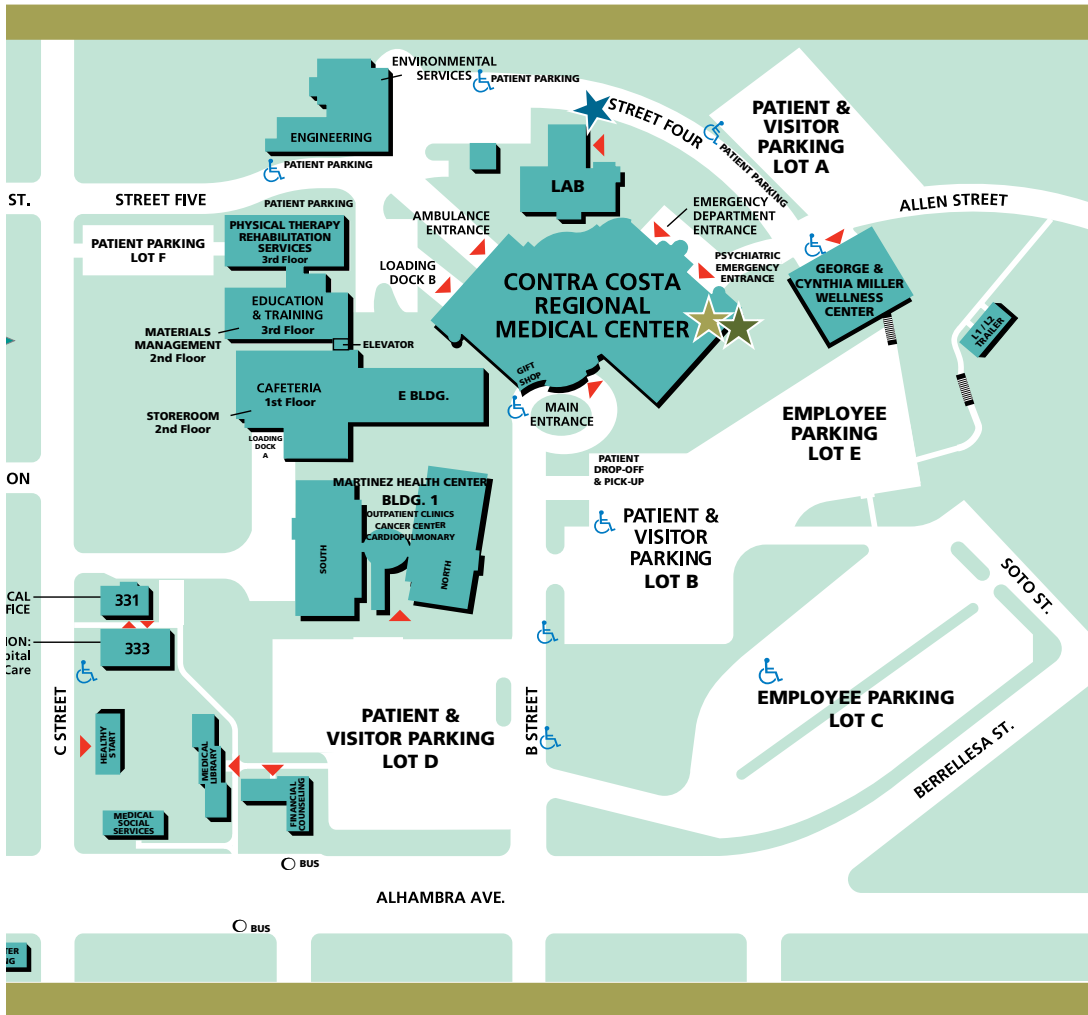 ENVIRONMENTAL
SERVICES
PATIENT PARKING
ENGINEERING
PATIENT PARKING
STREET FOUR
PATIENT &
VISITOR
PARKING
LOT A
PATIENT PARKING
LAB
ST.
STREET FIVE
PATIENT PARKING
ALLEN STREET
AMBULANCE
ENTRANCE
EMERGENCY
DEPARTMENT
ENTRANCE
PHYSICAL THERAPY
REHABILITATION
SERVICES
3rd Floor
PATIENT PARKING
LOT F
LOADING
DOCK B
PSYCHIATRIC
EMERGENCY
ENTRANCE
CONTRA COSTA
REGIONAL
MEDICAL CENTER
GEORGE &
CYNTHIA MILLER
WELLNESS
CENTER
EDUCATION
& TRAINING
3rd Floor
MATERIALS
MANAGEMENT
2nd Floor
ELEVATOR
L1 / L2
TRAILER
GIFT
SHOP
CAFETERIA
1st Floor
E BLDG.
STOREROOM
2nd Floor
MAIN
ENTRANCE
EMPLOYEE
PARKING
LOT E
LOADING
DOCK
A
PATIENT
DROP-OFF
& PICK-UP
ON
MARTINEZ HEALTH CENTER
BLDG. 1
OUTPATIENT CLINICS
CANCER CENTER
CARDIOPULMONARY
SOUTH
NORTH
PATIENT &
VISITOR
PARKING
LOT B
SOTO ST.
CAL
FICE
331
ION:
pital
Care
333
C STREET
B STREET
EMPLOYEE PARKING
LOT C
PATIENT &
VISITOR PARKING
LOT D
HEALTHY
START
MEDICAL
LIBRARY
FINANCIAL
COUNSELING
BERRELLESA ST.
MEDICAL
SOCIAL
SERVICES
BUS
ALHAMBRA AVE.
BUS
TER
NG